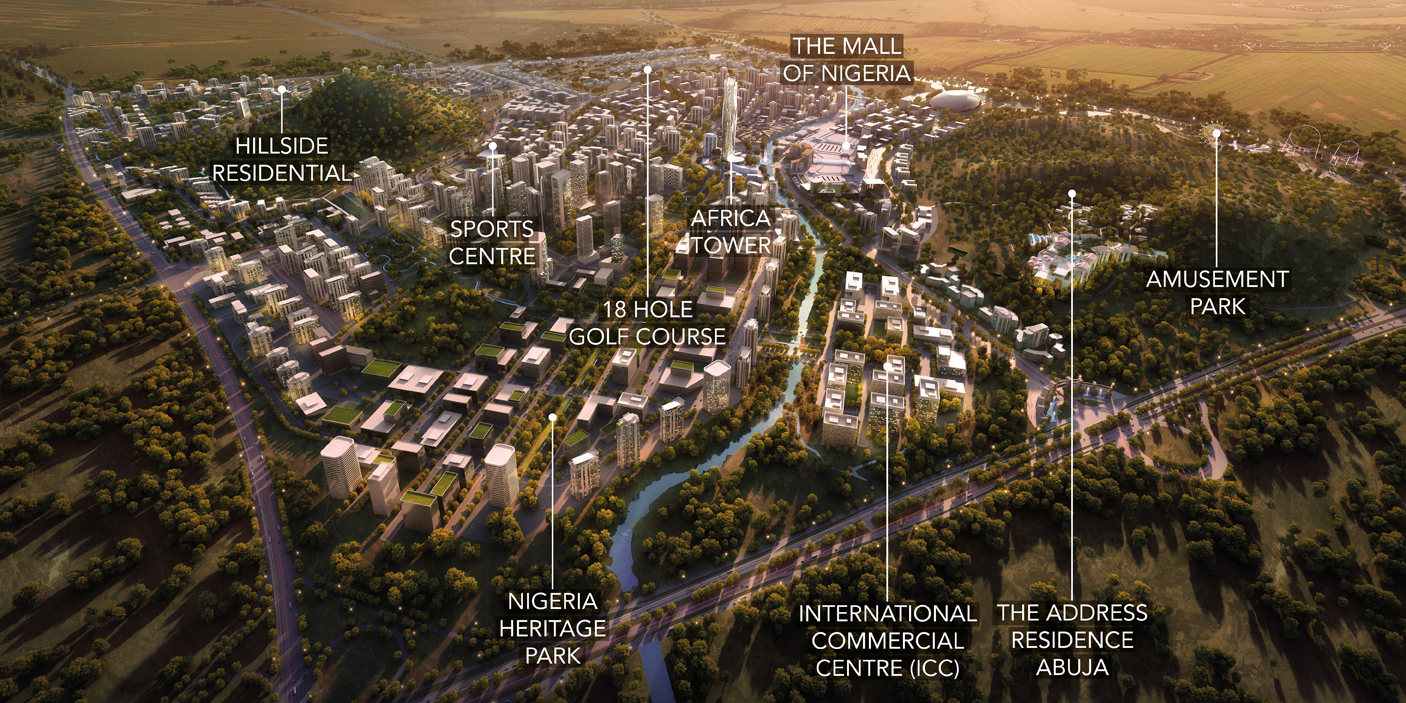 THE MALL
OF NIGERIA
HILLSIDE
RESIDENTIAL
SPORTS
CENTRE
AFRICA
TOWER
18 HOLE
GOLF COURSE
AMUSEMENT
PARK
NIGERIA
HERITAGE
PARK
INTERNATIONAL
COMMERCIAL
CENTRE (ICC)
THE ADDRESS
RESIDENCE
ABUJA